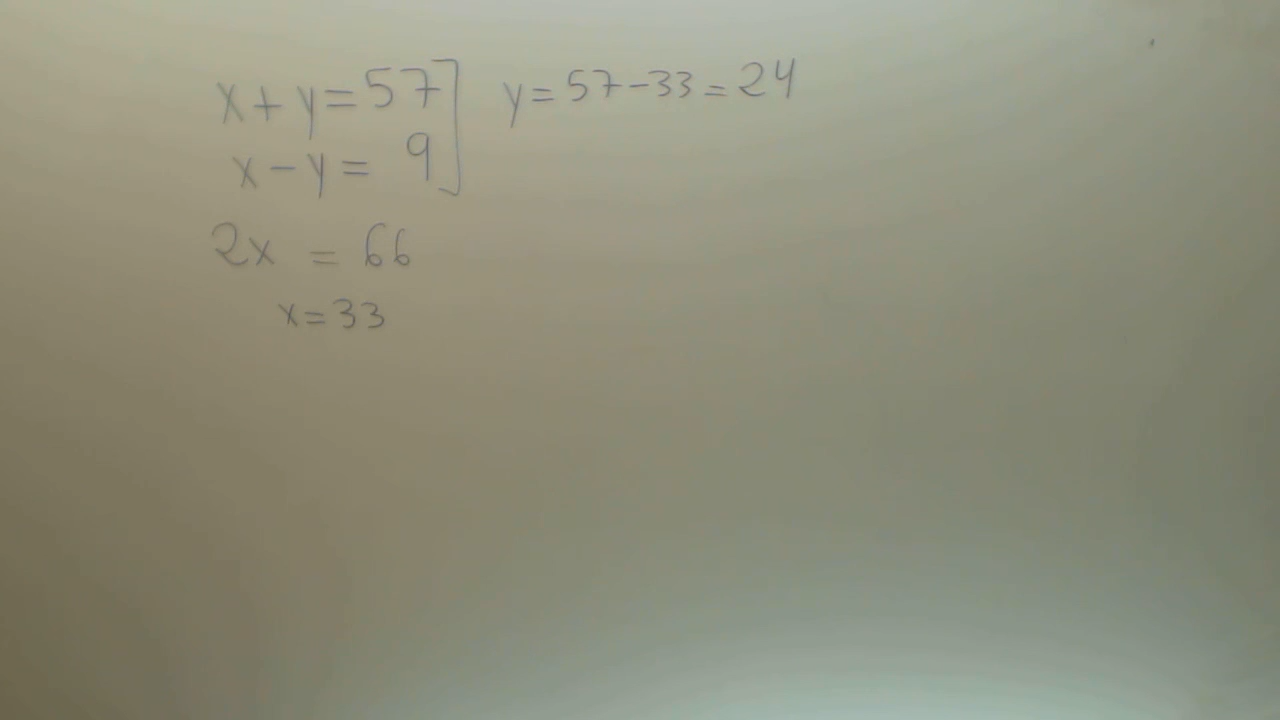 x + y = 57] y = 57 - 33 = 24
x - y = 9
2x = 66
x = 33